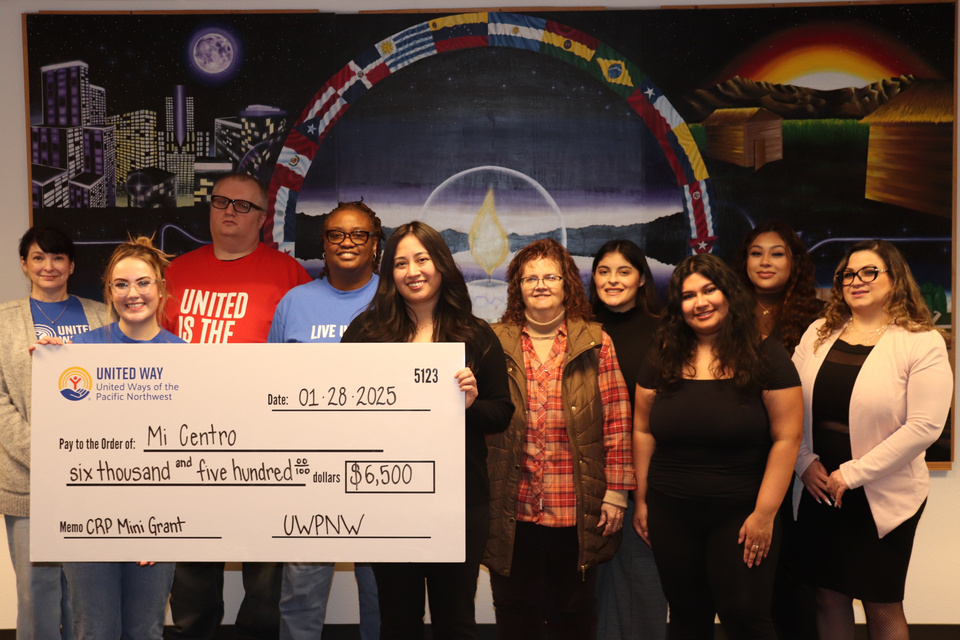 UNITED
IS THE
LIVE
UNITED WAY
United Ways of the
Pacific Northwest
5123
Date: 01-28-2025
Pay to the Order of: Mi Centro
six thousand and five hundred 00/100 dollars $6,500
Memo CRP Mini Grant UWPNW